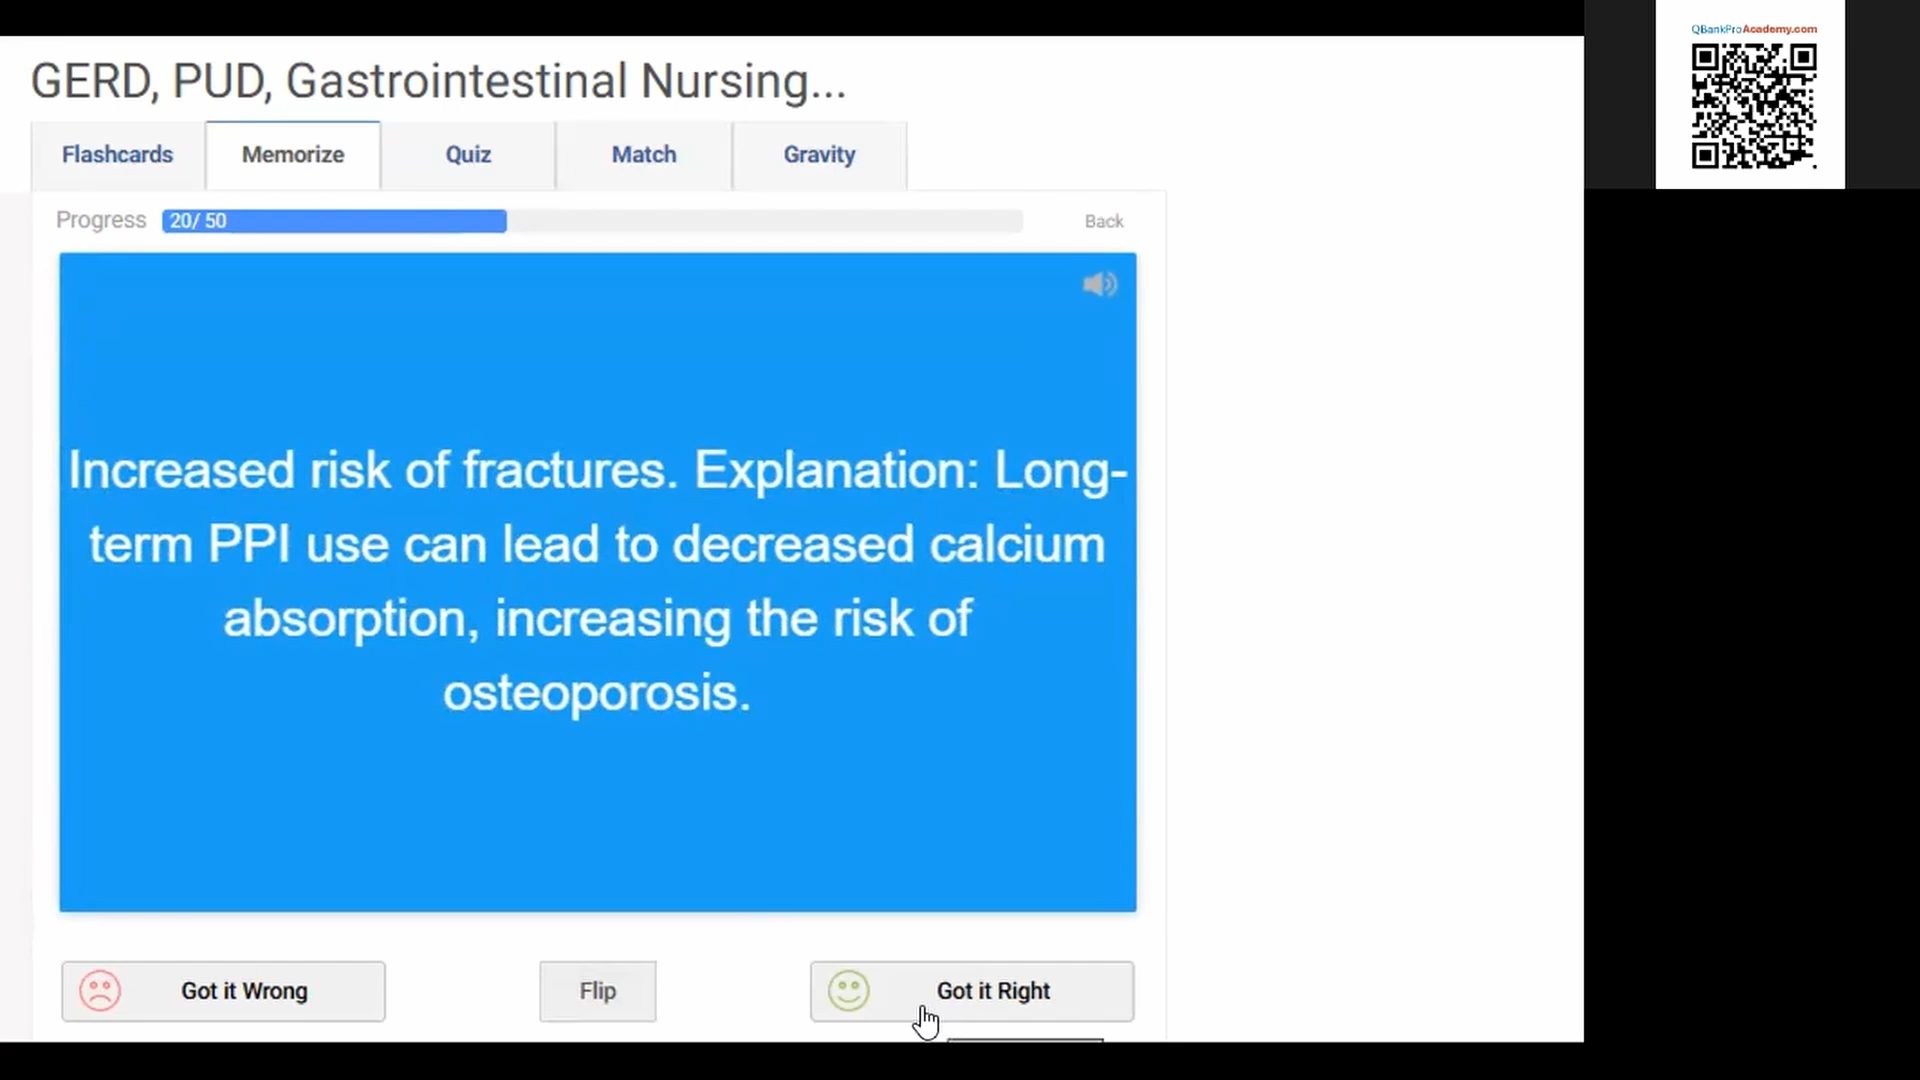 QBankProAcademy.com
GERD, PUD, Gastrointestinal Nursing...
Flashcards
Memorize
Quiz
Match
Gravity
Progress
20/ 50
Back
Increased risk of fractures. Explanation: Long-
term PPI use can lead to decreased calcium
absorption, increasing the risk of
osteoporosis.
Got it Wrong
Flip
Got it Right